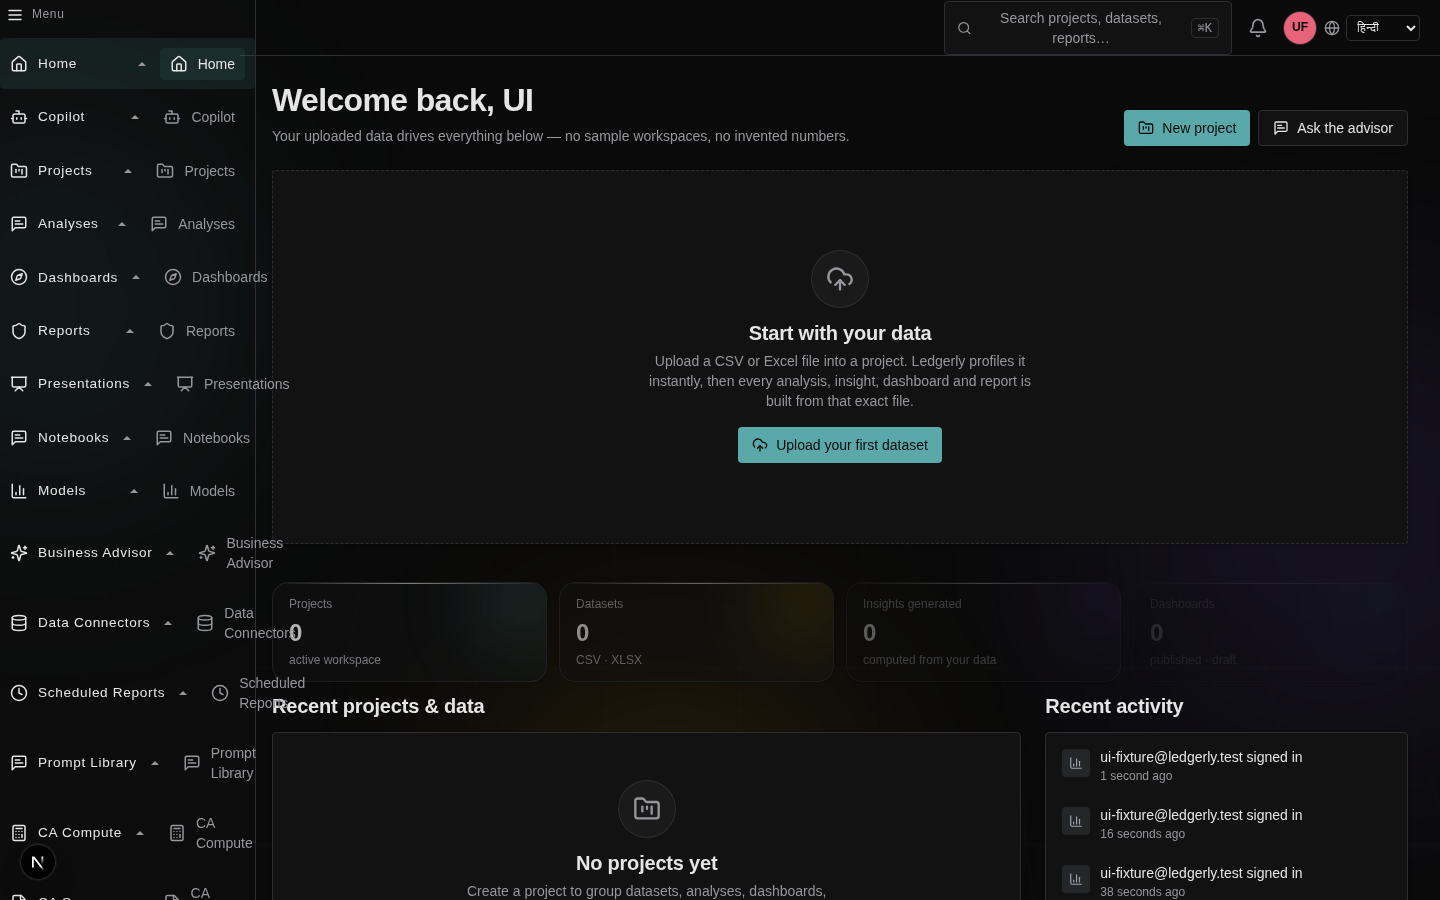 Menu
Search projects, datasets,
reports…
⌘K
UF
हिन्दी
Home
Home
Copilot
Copilot
Projects
Projects
Analyses
Analyses
Dashboards
Dashboards
Reports
Reports
Presentations
Presentations
Notebooks
Notebooks
Models
Models
Business Advisor
Business
Advisor
Data Connectors
Data
Connectors
Scheduled Reports
Scheduled
Reports
Prompt Library
Prompt
Library
CA Compute
CA
Compute
CA
Welcome back, UI
Your uploaded data drives everything below — no sample workspaces, no invented numbers.
New project
Ask the advisor
Start with your data
Upload a CSV or Excel file into a project. Ledgerly profiles it
instantly, then every analysis, insight, dashboard and report is
built from that exact file.
Upload your first dataset
Projects
0
active workspace
Datasets
0
CSV · XLSX
Insights generated
0
computed from your data
Dashboards
0
published · draft
Recent projects & data
No projects yet
Create a project to group datasets, analyses, dashboards,
Recent activity
ui-fixture@ledgerly.test signed in
1 second ago
ui-fixture@ledgerly.test signed in
16 seconds ago
ui-fixture@ledgerly.test signed in
38 seconds ago